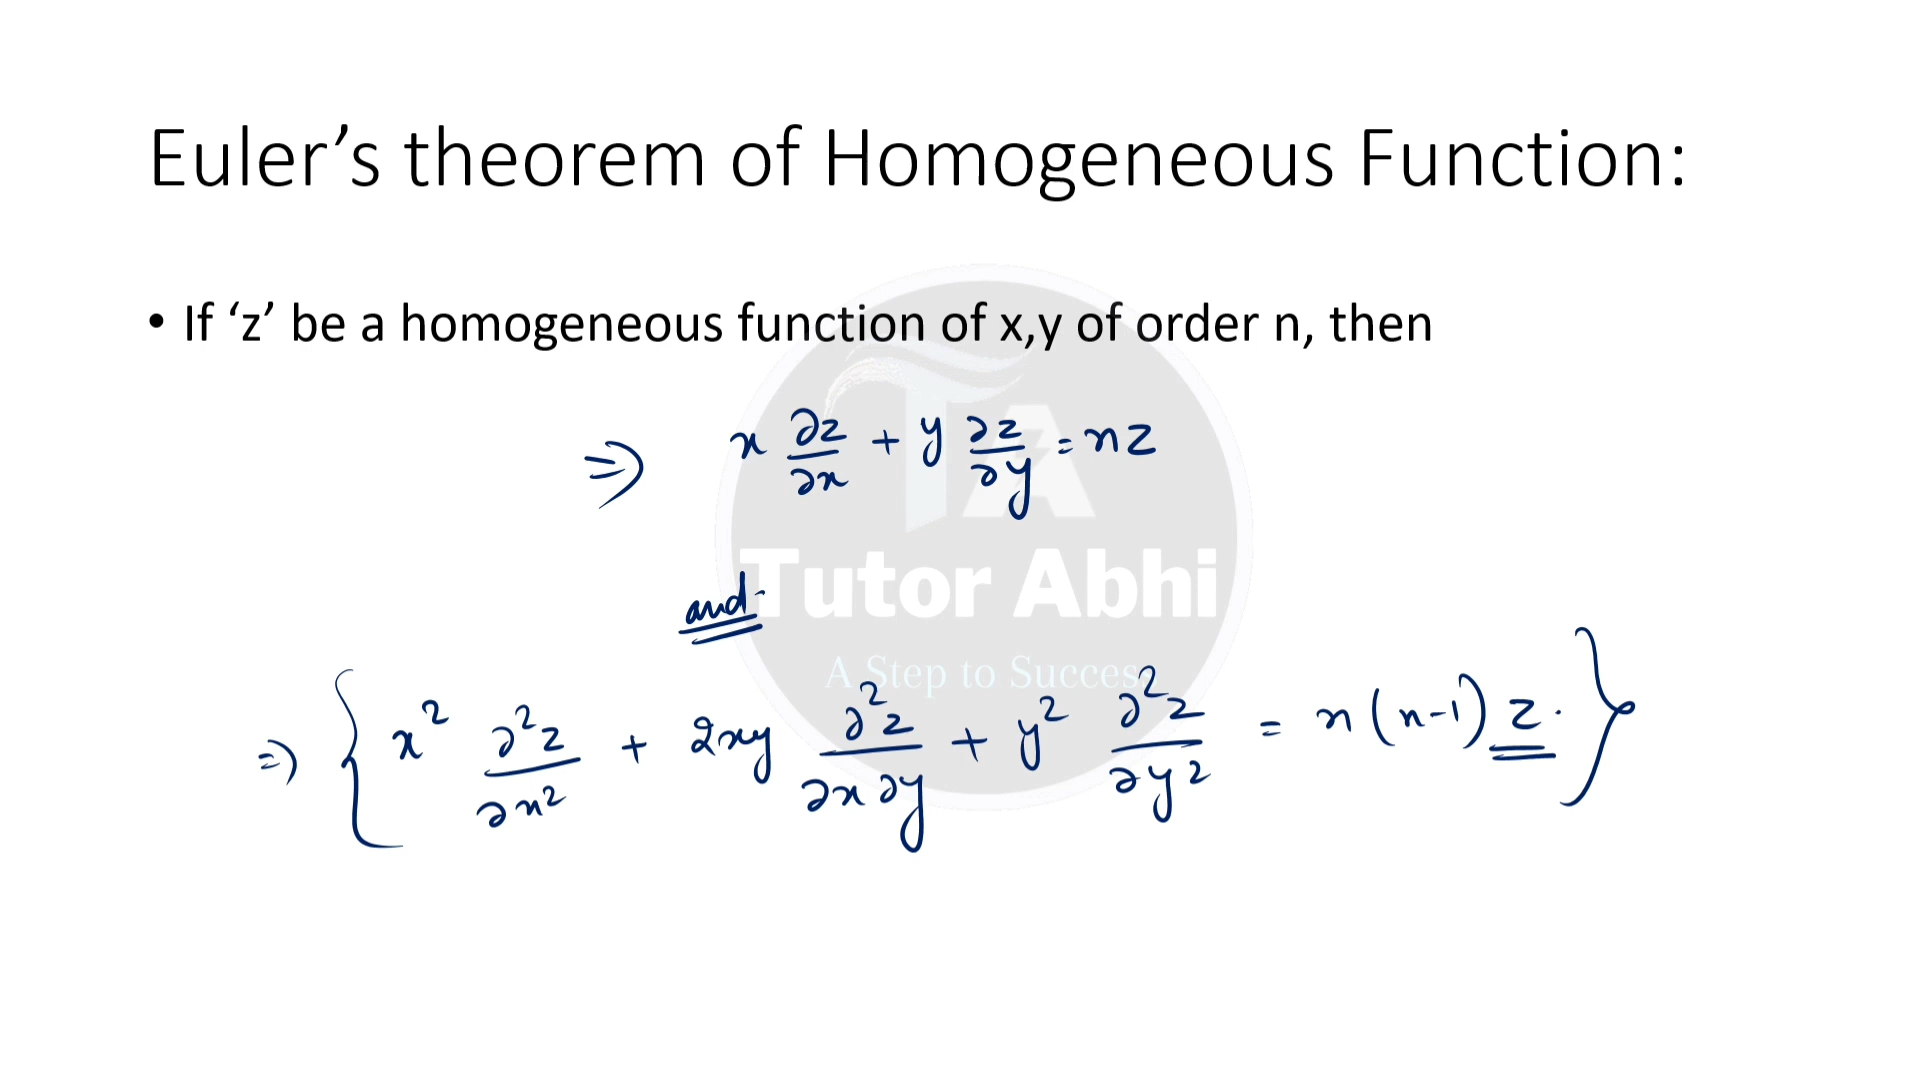 Euler’s theorem of Homogeneous Function:
• If ‘z’ be a homogeneous function of x,y of order n, then
⇒ x ∂z/∂x + y ∂z/∂y = nz
TA
Tutor Abhi
and.
A Step to Success
⇒ { x² ∂²z/∂x² + 2xy ∂²z/∂x∂y + y² ∂²z/∂y² = n(n-1) z. }